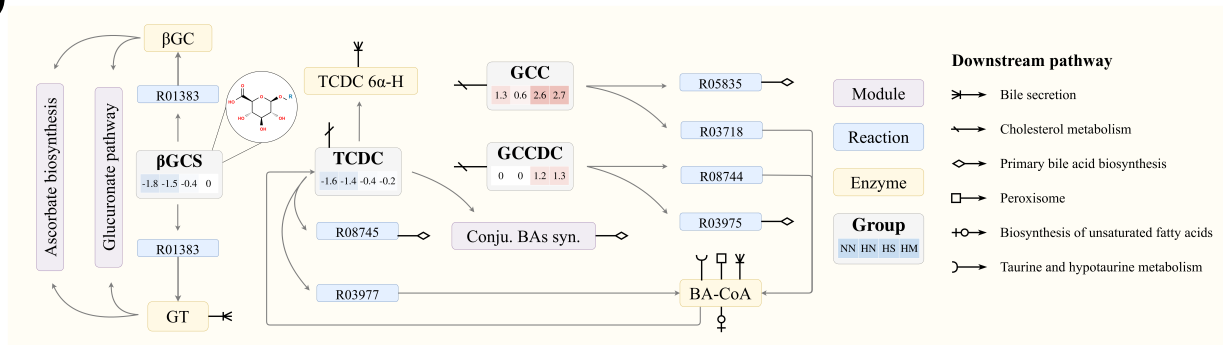 βGC
R01383
Ascorbate biosynthesis
Glucuronate pathway
βGCS
-1.8 -1.5 -0.4 0
R01383
GT
O
HO
O
O
R
HO
OH
OH
TCDC 6α-H
TCDC
-1.6 -1.4 -0.4 -0.2
R08745
R03977
Conju. BAs syn.
GCC
1.3 0.6 2.6 2.7
GCCDC
0 0 1.2 1.3
R05835
R03718
R08744
R03975
BA-CoA
Module
Reaction
Enzyme
Group
NN HN HS HM
Downstream pathway
Bile secretion
Cholesterol metabolism
Primary bile acid biosynthesis
Peroxisome
Biosynthesis of unsaturated fatty acids
Taurine and hypotaurine metabolism